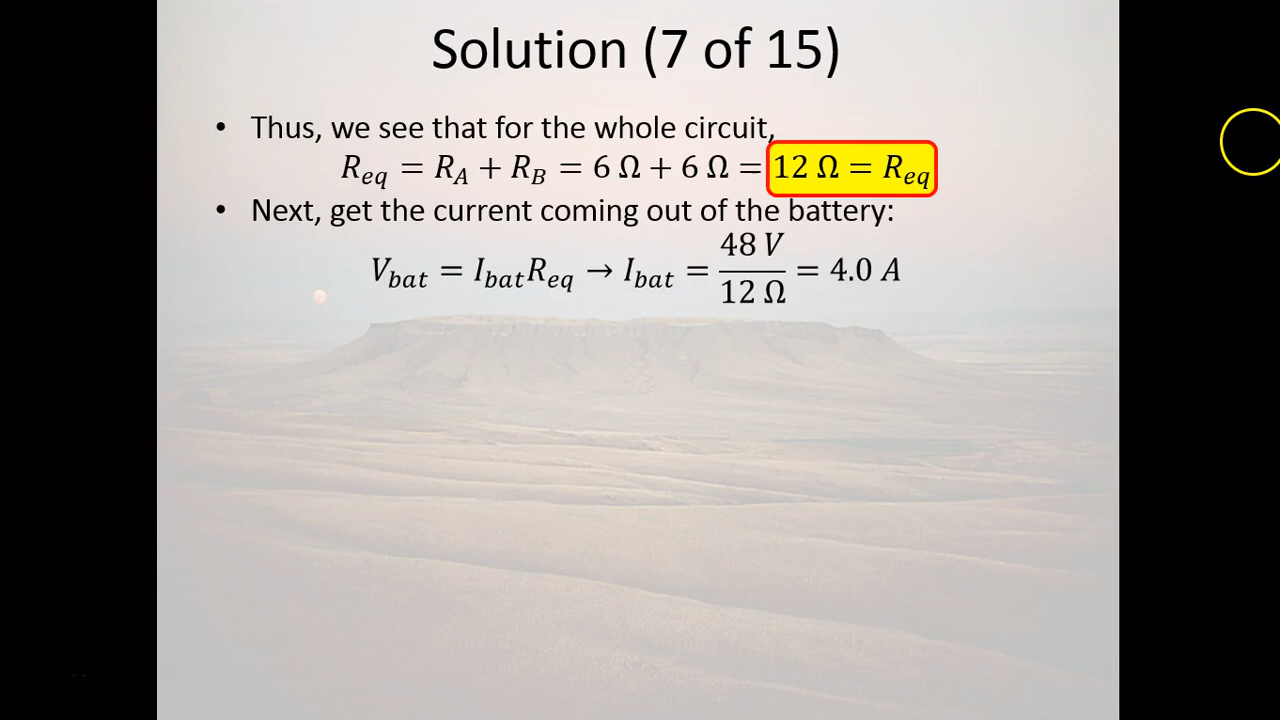 Solution (7 of 15)
• Thus, we see that for the whole circuit,
R_eq = R_A + R_B = 6 Ω + 6 Ω = 12 Ω = R_eq
• Next, get the current coming out of the battery:
V_bat = I_bat R_eq → I_bat = 48 V / 12 Ω = 4.0 A